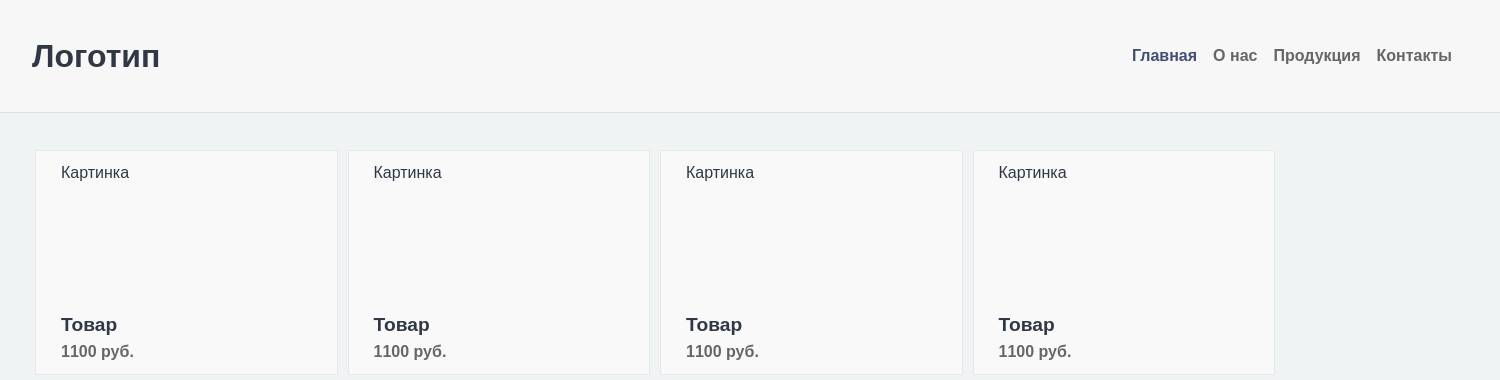 Логотип
Главная О нас Продукция Контакты
Картинка Картинка Картинка Картинка
Товар Товар Товар Товар
1100 руб. 1100 руб. 1100 руб. 1100 руб.